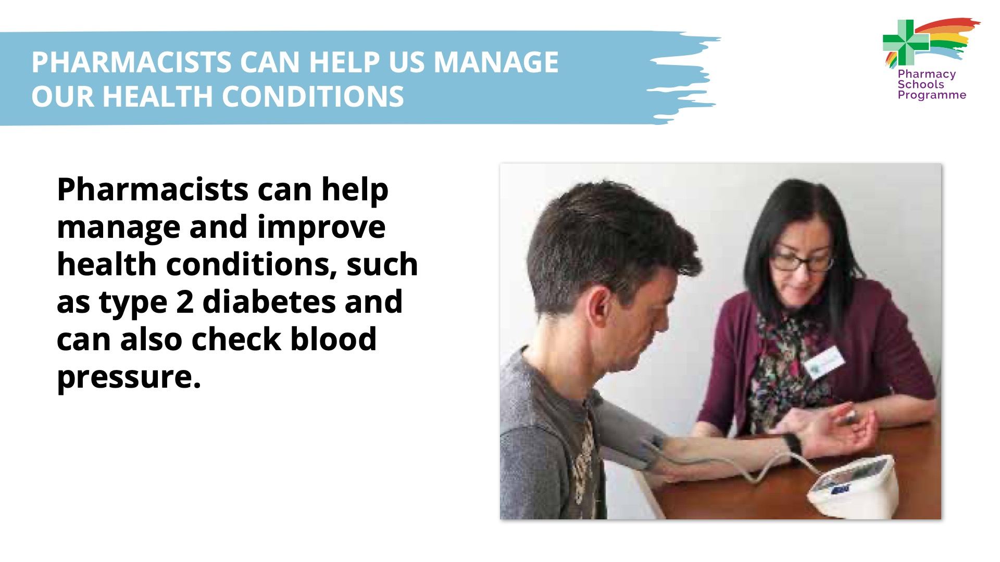 PHARMACISTS CAN HELP US MANAGE
OUR HEALTH CONDITIONS
Pharmacy
Schools
Programme
Pharmacists can help
manage and improve
health conditions, such
as type 2 diabetes and
can also check blood
pressure.